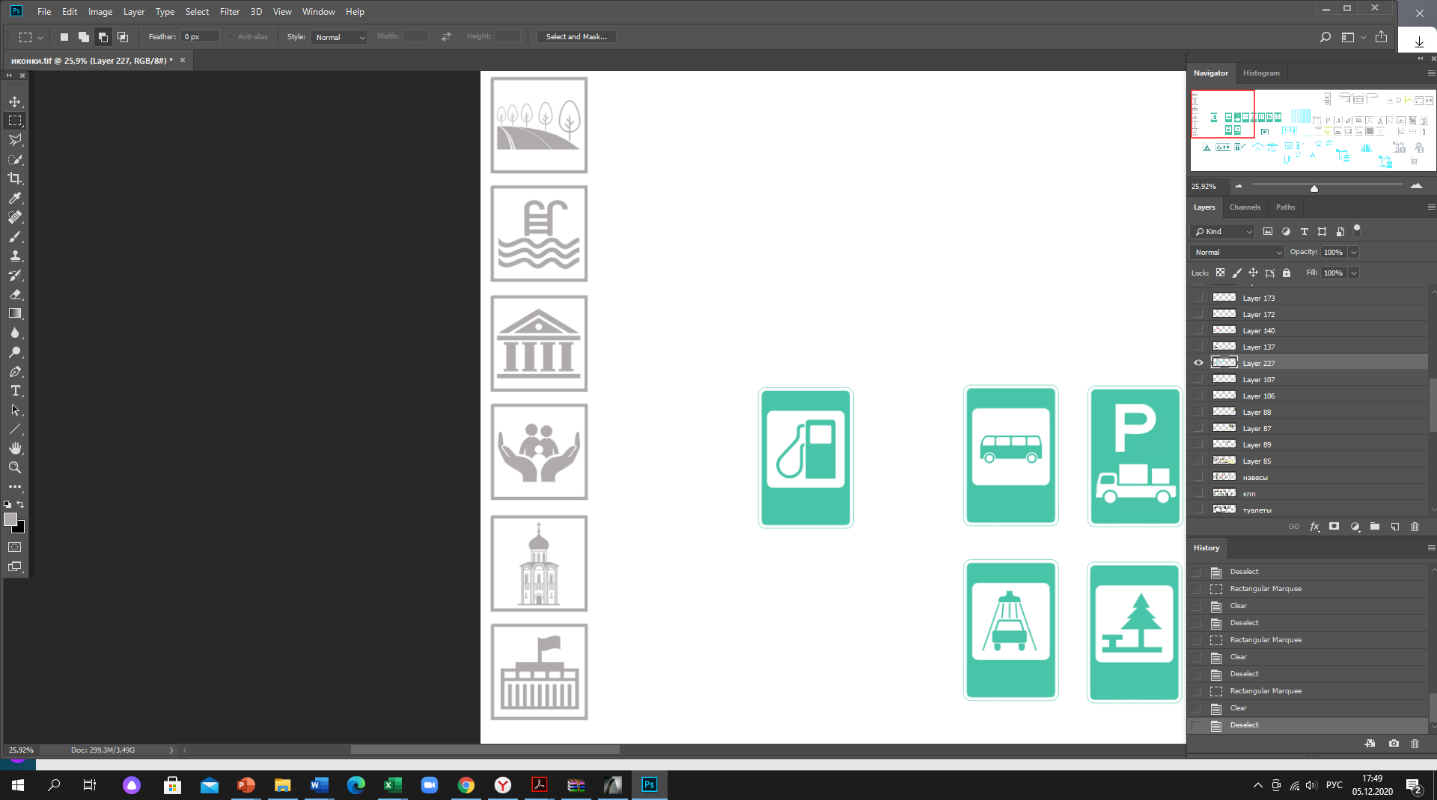 Ps File Edit Image Layer Type Select Filter 3D View Window Help
Feather: 0 px Anti-alias Style: Normal Width: Height: Select and Mask...
иконки.tif @ 25,9% (Layer 227, RGB/8#) *
Navigator Histogram
25,92%
Layers Channels Paths
Kind
Normal Opacity: 100%
Lock: Fill: 100%
Layer 173
Layer 172
Layer 140
Layer 137
Layer 227
Layer 107
Layer 106
Layer 88
Layer 87
Layer 89
Layer 85
навесы
кпп
туалеты
fx
P
History
Deselect
Rectangular Marquee
Clear
Deselect
Rectangular Marquee
Clear
Deselect
Rectangular Marquee
Clear
Deselect
25,92% Doc: 299,3M/3,49G
Ps
РУС
17:49
05.12.2020
2